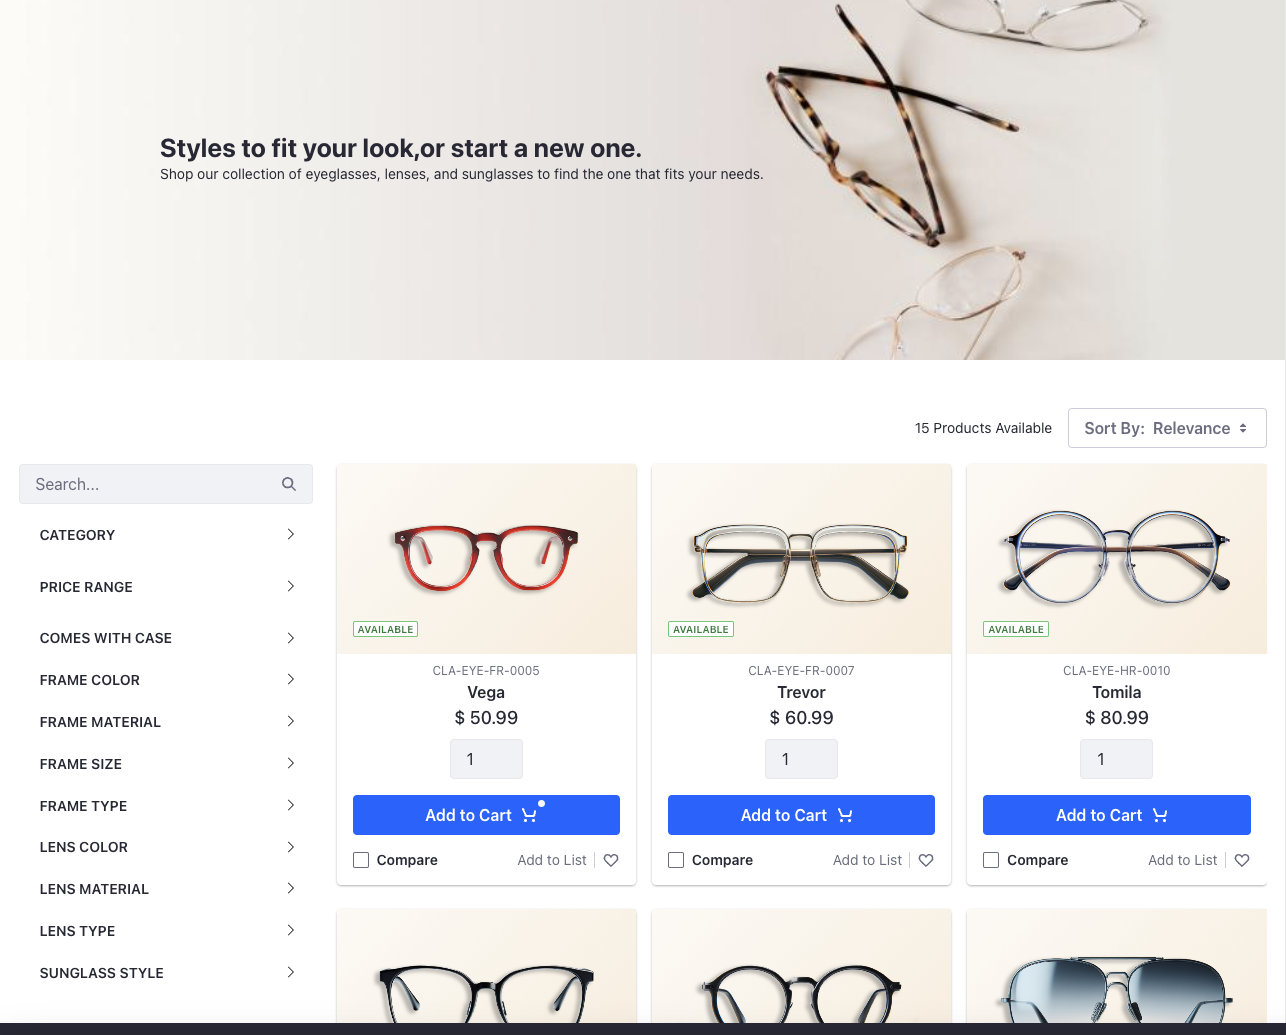 Styles to fit your look,or start a new one.
Shop our collection of eyeglasses, lenses, and sunglasses to find the one that fits your needs.
15 Products Available
Sort By: Relevance
Search...
CATEGORY
PRICE RANGE
COMES WITH CASE
FRAME COLOR
FRAME MATERIAL
FRAME SIZE
FRAME TYPE
LENS COLOR
LENS MATERIAL
LENS TYPE
SUNGLASS STYLE
AVAILABLE
CLA-EYE-FR-0005
Vega
$ 50.99
1
Add to Cart
Compare
Add to List
AVAILABLE
CLA-EYE-FR-0007
Trevor
$ 60.99
1
Add to Cart
Compare
Add to List
AVAILABLE
CLA-EYE-HR-0010
Tomila
$ 80.99
1
Add to Cart
Compare
Add to List